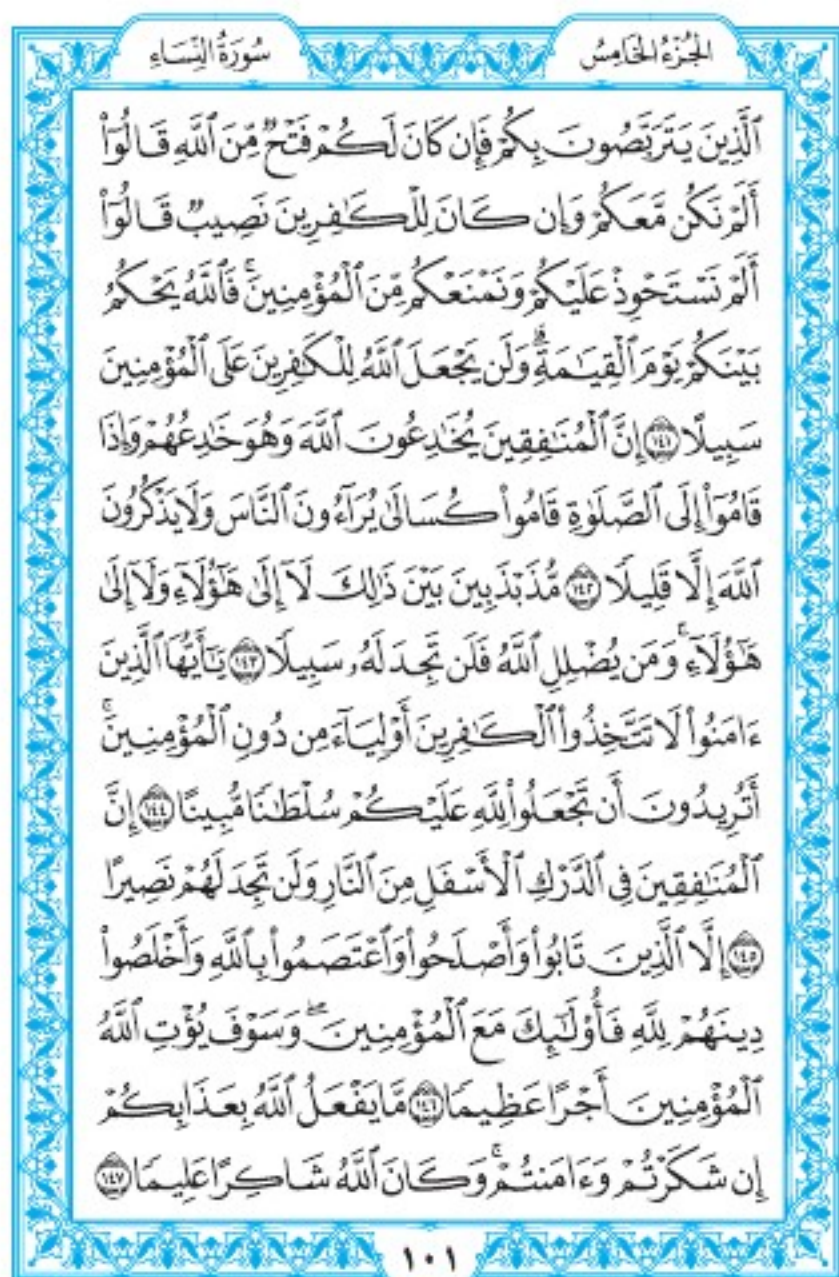 الجُزْءُ الخَامِسُ
سُورَةُ النِّسَاءِ
ٱلَّذِينَ يَتَرَبَّصُونَ بِكُمْ فَإِن كَانَ لَكُمْ فَتْحٌ مِّنَ ٱللَّهِ قَالُوٓا۟
أَلَمْ نَكُن مَّعَكُمْ وَإِن كَانَ لِلْكَـٰفِرِينَ نَصِيبٌ قَالُوٓا۟
أَلَمْ نَسْتَحْوِذْ عَلَيْكُمْ وَنَمْنَعْكُم مِّنَ ٱلْمُؤْمِنِينَ ۚ فَٱللَّهُ يَحْكُمُ
بَيْنَكُمْ يَوْمَ ٱلْقِيَـٰمَةِ ۗ وَلَن يَجْعَلَ ٱللَّهُ لِلْكَـٰفِرِينَ عَلَى ٱلْمُؤْمِنِينَ
سَبِيلًا ١٤١ إِنَّ ٱلْمُنَـٰفِقِينَ يُخَـٰدِعُونَ ٱللَّهَ وَهُوَ خَـٰدِعُهُمْ وَإِذَا
قَامُوٓا۟ إِلَى ٱلصَّلَوٰةِ قَامُوا۟ كُسَالَىٰ يُرَآءُونَ ٱلنَّاسَ وَلَا يَذْكُرُونَ
ٱللَّهَ إِلَّا قَلِيلًا ١٤٢ مُّذَبْذَبِينَ بَيْنَ ذَٰلِكَ لَآ إِلَىٰ هَـٰٓؤُلَآءِ وَلَآ إِلَىٰ
هَـٰٓؤُلَآءِ ۚ وَمَن يُضْلِلِ ٱللَّهُ فَلَن تَجِدَ لَهُۥ سَبِيلًا ١٤٣ يَـٰٓأَيُّهَا ٱلَّذِينَ
ءَامَنُوا۟ لَا تَتَّخِذُوا۟ ٱلْكَـٰفِرِينَ أَوْلِيَآءَ مِن دُونِ ٱلْمُؤْمِنِينَ ۚ
أَتُرِيدُونَ أَن تَجْعَلُوا۟ لِلَّهِ عَلَيْكُمْ سُلْطَـٰنًا مُّبِينًا ١٤٤ إِنَّ
ٱلْمُنَـٰفِقِينَ فِى ٱلدَّرْكِ ٱلْأَسْفَلِ مِنَ ٱلنَّارِ وَلَن تَجِدَ لَهُمْ نَصِيرًا
١٤٥ إِلَّا ٱلَّذِينَ تَابُوا۟ وَأَصْلَحُوا۟ وَٱعْتَصَمُوا۟ بِٱللَّهِ وَأَخْلَصُوا۟
دِينَهُمْ لِلَّهِ فَأُو۟لَـٰٓئِكَ مَعَ ٱلْمُؤْمِنِينَ ۖ وَسَوْفَ يُؤْتِ ٱللَّهُ
ٱلْمُؤْمِنِينَ أَجْرًا عَظِيمًا ١٤٦ مَّا يَفْعَلُ ٱللَّهُ بِعَذَابِكُمْ
إِن شَكَرْتُمْ وَءَامَنتُمْ ۚ وَكَانَ ٱللَّهُ شَاكِرًا عَلِيمًا ١٤٧
١٠١